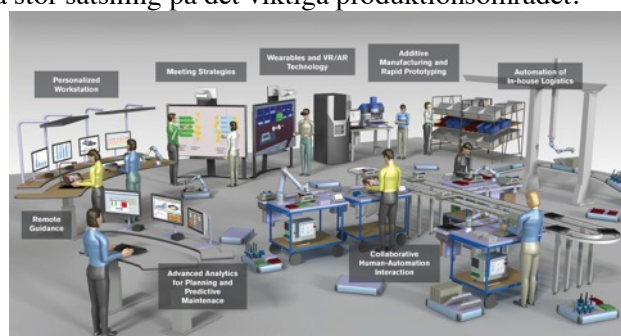 stor satsning på det viktiga produktionsområdet.
Additive
Manufacturing and
Rapid Prototyping
Wearables and VR/AR
Technology
Meeting Strategies
Automation of
In-house Logistics
Personalized
Workstation
Remote
Guidance
Collaborative
Human-Automation
Interaction
Advanced Analytics
for Planning and
Predictive
Maintenace